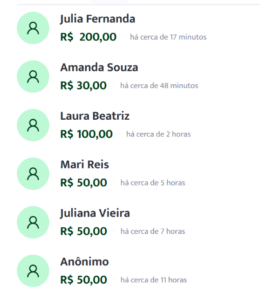 Julia Fernanda
R$ 200,00 há cerca de 17 minutos
Amanda Souza
R$ 30,00 há cerca de 48 minutos
Laura Beatriz
R$ 100,00 há cerca de 2 horas
Mari Reis
R$ 50,00 há cerca de 5 horas
Juliana Vieira
R$ 50,00 há cerca de 7 horas
Anônimo
R$ 50,00 há cerca de 11 horas